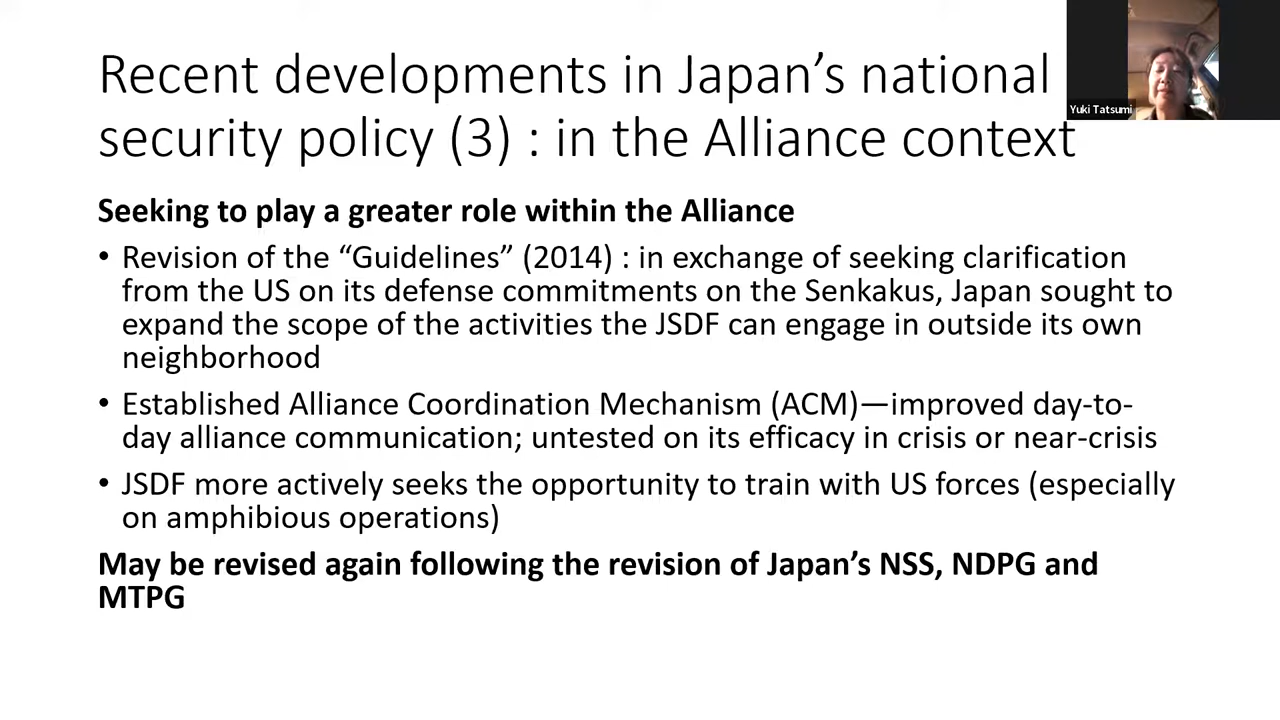 Recent developments in Japan’s national
security policy (3) : in the Alliance context
Yuki Tatsumi
Seeking to play a greater role within the Alliance
• Revision of the “Guidelines” (2014) : in exchange of seeking clarification
from the US on its defense commitments on the Senkakus, Japan sought to
expand the scope of the activities the JSDF can engage in outside its own
neighborhood
• Established Alliance Coordination Mechanism (ACM)—improved day-to-
day alliance communication; untested on its efficacy in crisis or near-crisis
• JSDF more actively seeks the opportunity to train with US forces (especially
on amphibious operations)
May be revised again following the revision of Japan’s NSS, NDPG and
MTPG